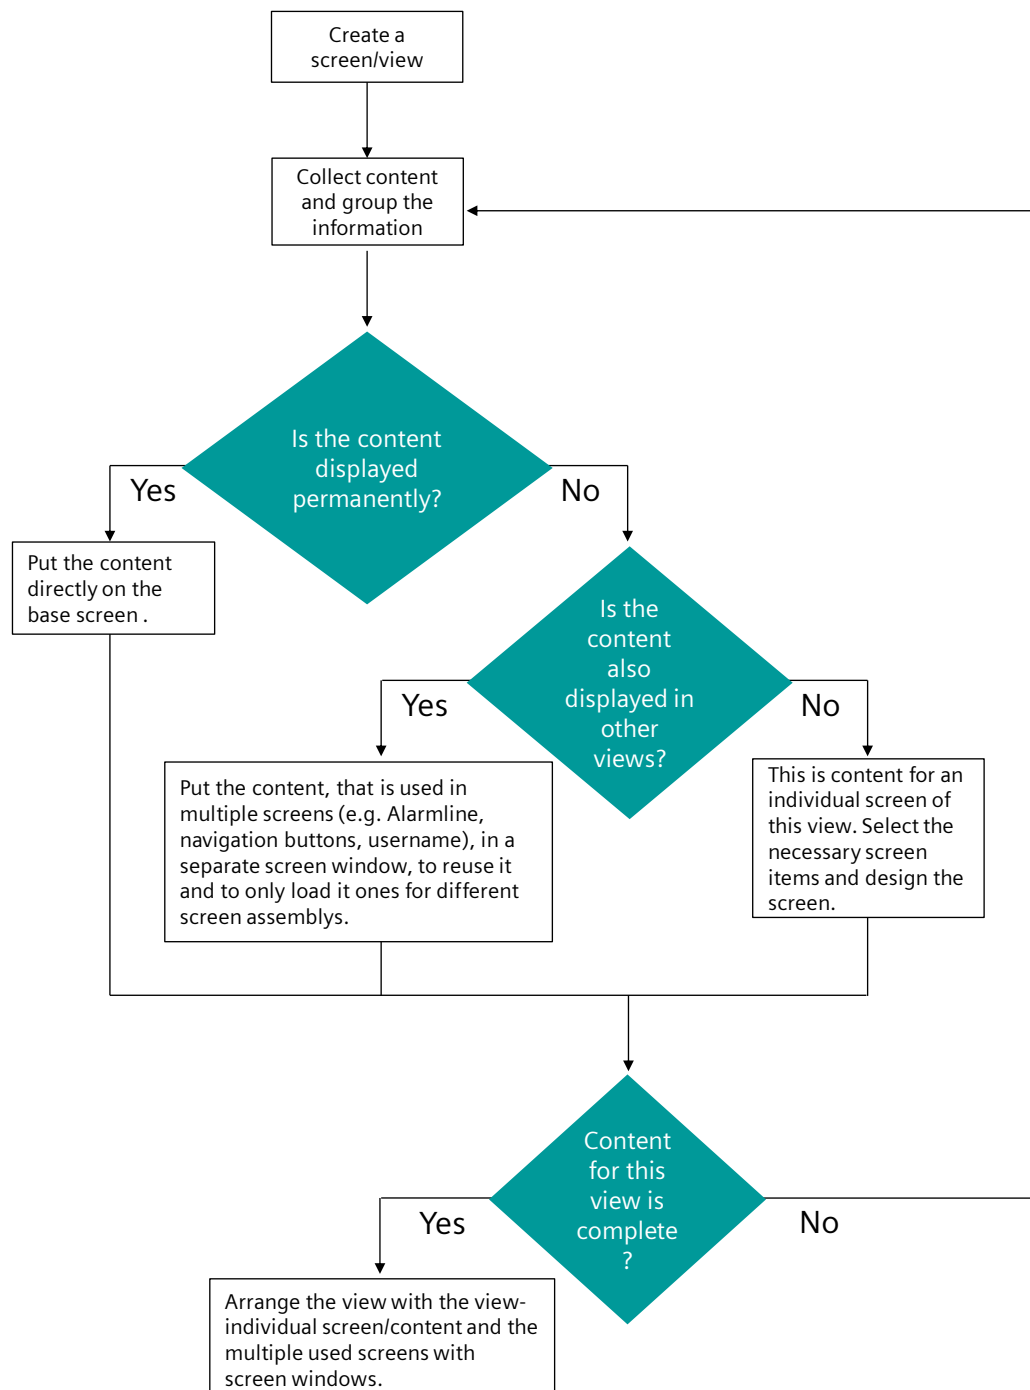 Create a
screen/view
Collect content
and group the
information
Is the content
displayed
permanently?
Yes
No
Put the content
directly on the
base screen .
Is the
content
also
displayed in
other
views?
Yes
No
Put the content, that is used in
multiple screens (e.g. Alarmline,
navigation buttons, username), in a
separate screen window, to reuse it
and to only load it ones for different
screen assemblys.
This is content for an
individual screen of
this view. Select the
necessary screen
items and design the
screen.
Content
for this
view is
complete
?
Yes
No
Arrange the view with the view-
individual screen/content and the
multiple used screens with
screen windows.